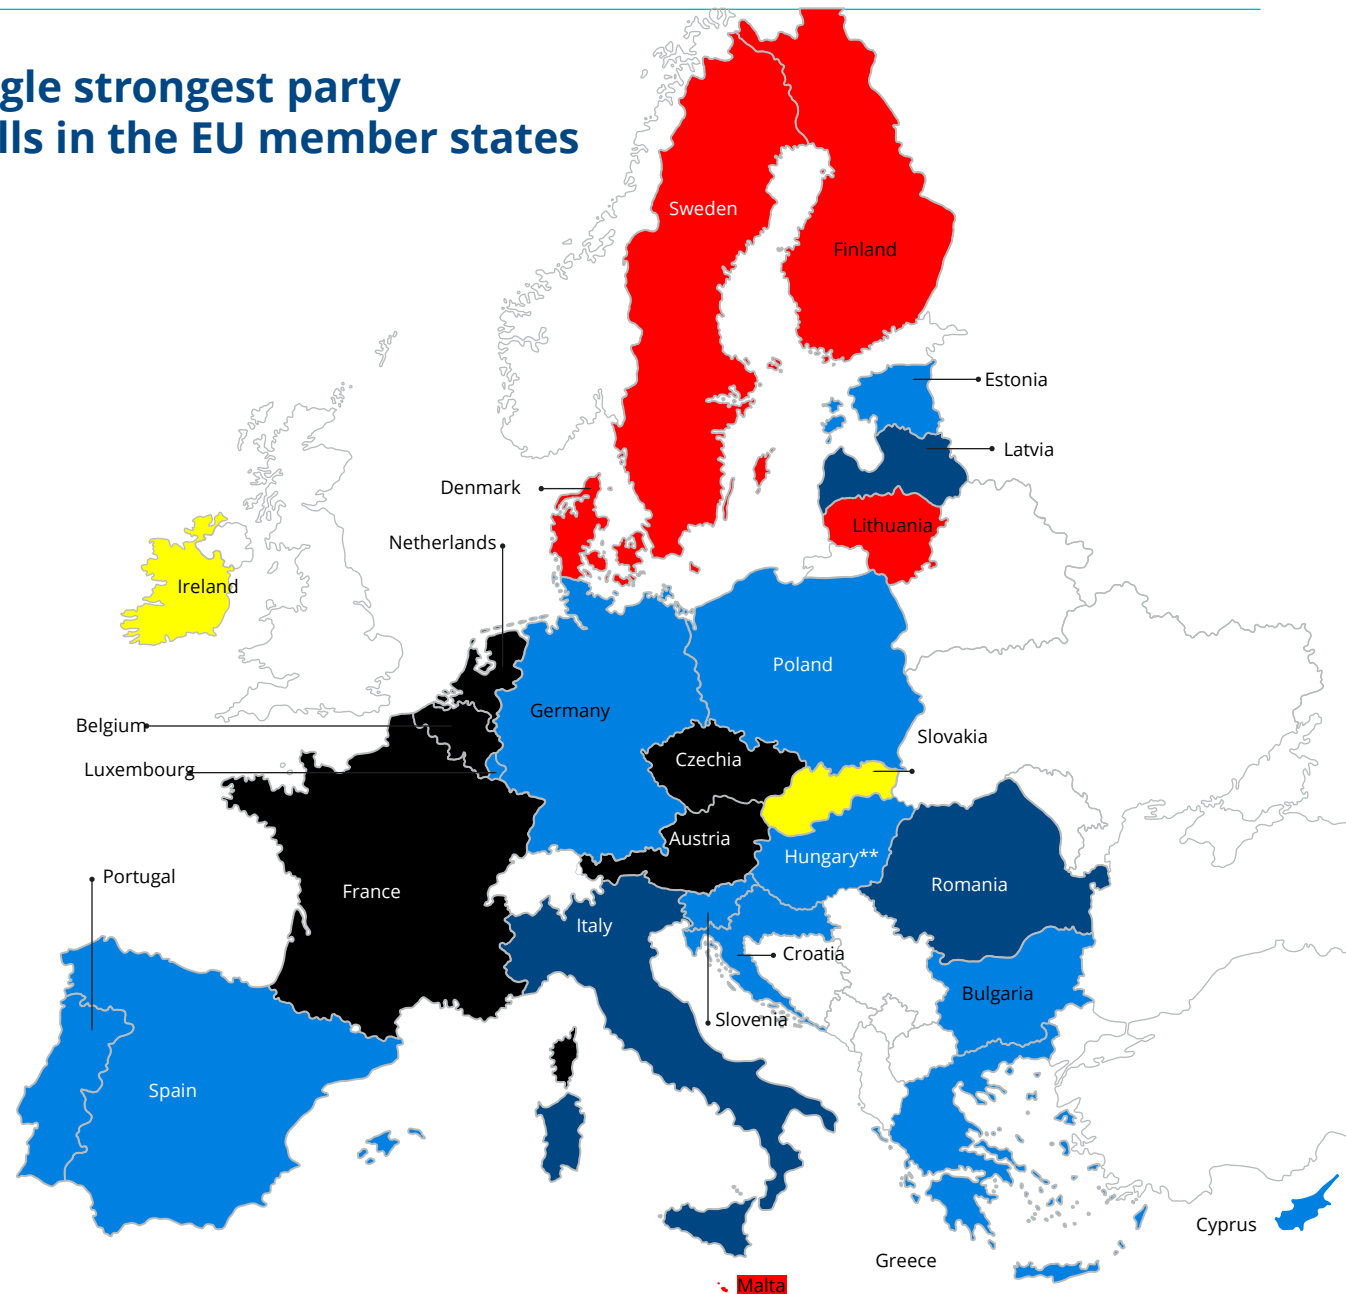 gle strongest party
lls in the EU member states
Sweden
Finland
Estonia
Latvia
Denmark
Lithuania
Netherlands
Ireland
Poland
Germany
Belgium
Slovakia
Czechia
Luxembourg
Austria
Hungary**
Portugal
Romania
France
Italy
Croatia
Bulgaria
Slovenia
Spain
Cyprus
Greece
Malta